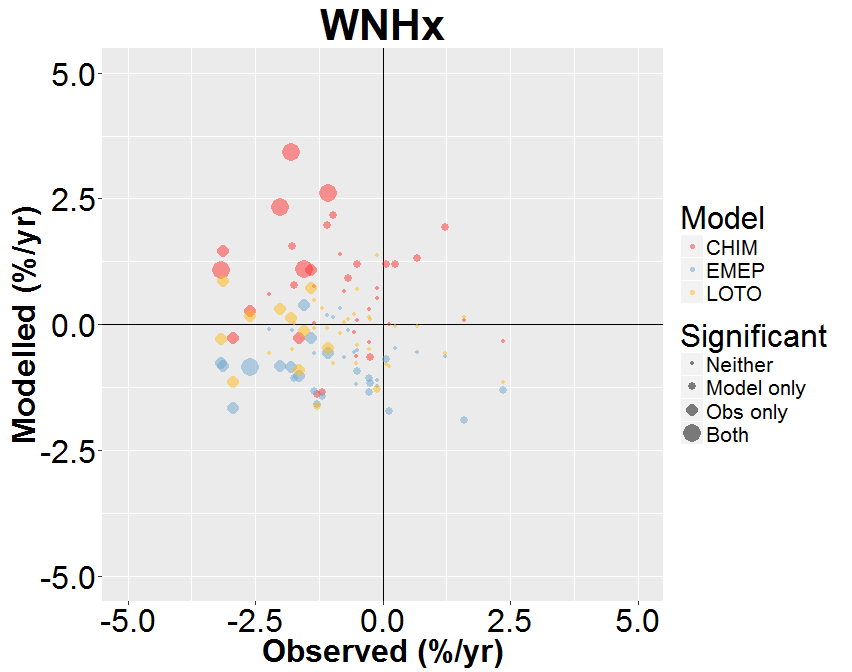 WNHx
5.0
2.5
0.0
-2.5
-5.0
Modelled (%/yr)
-5.0 -2.5 0.0 2.5 5.0
Observed (%/yr)
Model
CHIM
EMEP
LOTO
Significant
Neither
Model only
Obs only
Both